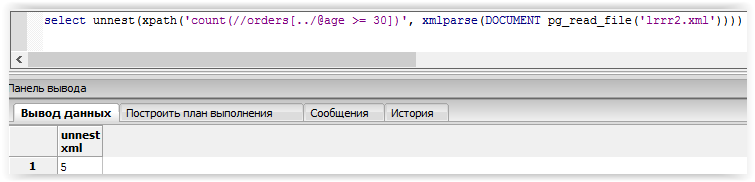 select unnest(xpath('count(//orders[../@age >= 30])', xmlparse(DOCUMENT pg_read_file('lrrr2.xml'))))
Панель вывода
Вывод данных Построить план выполнения Сообщения История
unnest
xml
1 5